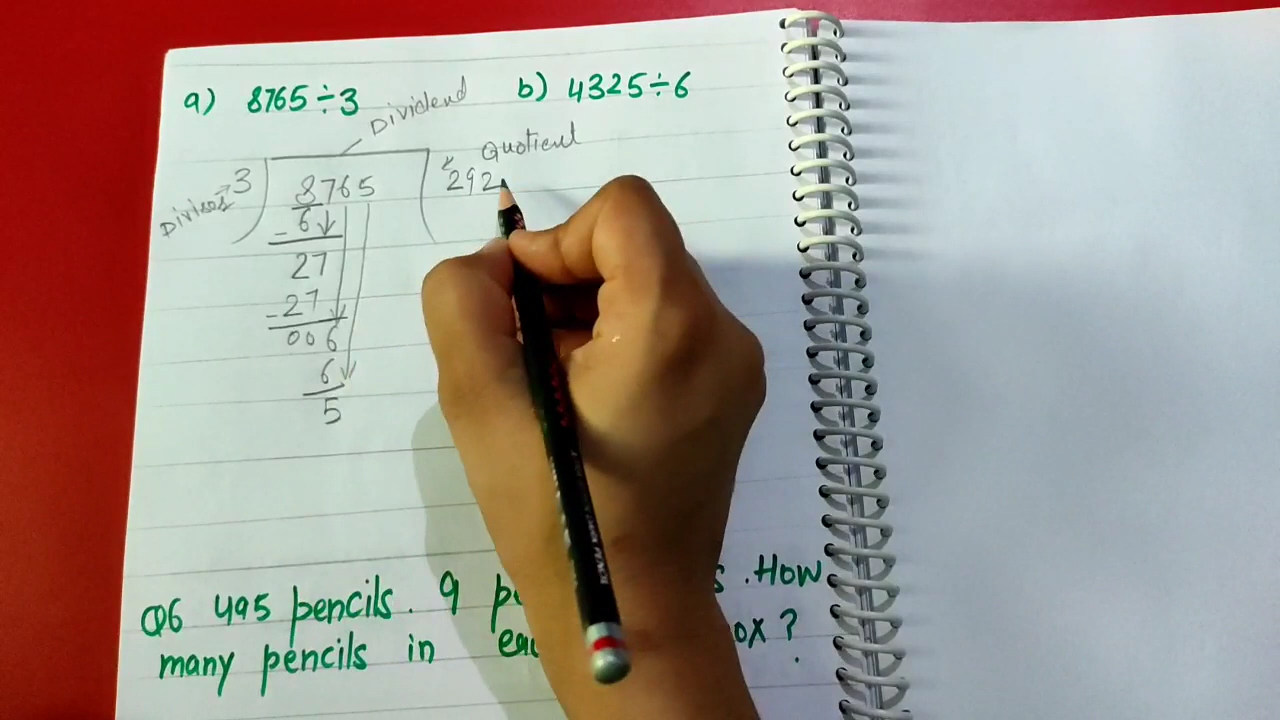 a) 8765÷3 b) 4325÷6
Dividend
Quotient
Divisor 3 8765 292
- 6
27
- 27
006
6
5
Q6 495 pencils. 9 . How
many pencils in ?